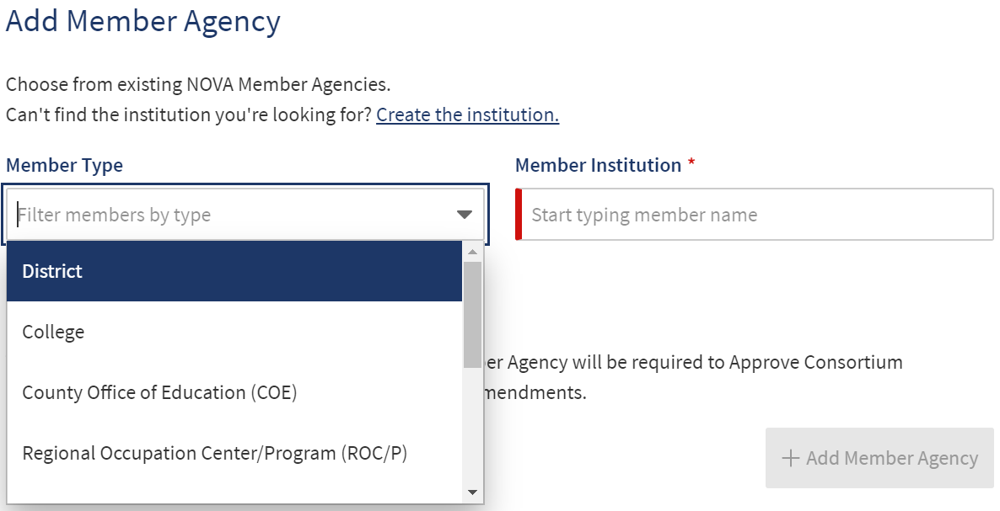 Add Member Agency
Choose from existing NOVA Member Agencies.
Can't find the institution you're looking for? Create the institution.
Member Type
Member Institution *
Filter members by type
Start typing member name
District
College
County Office of Education (COE)
Regional Occupation Center/Program (ROC/P)
Agency will be required to Approve Consortium
+ Add Member Agency